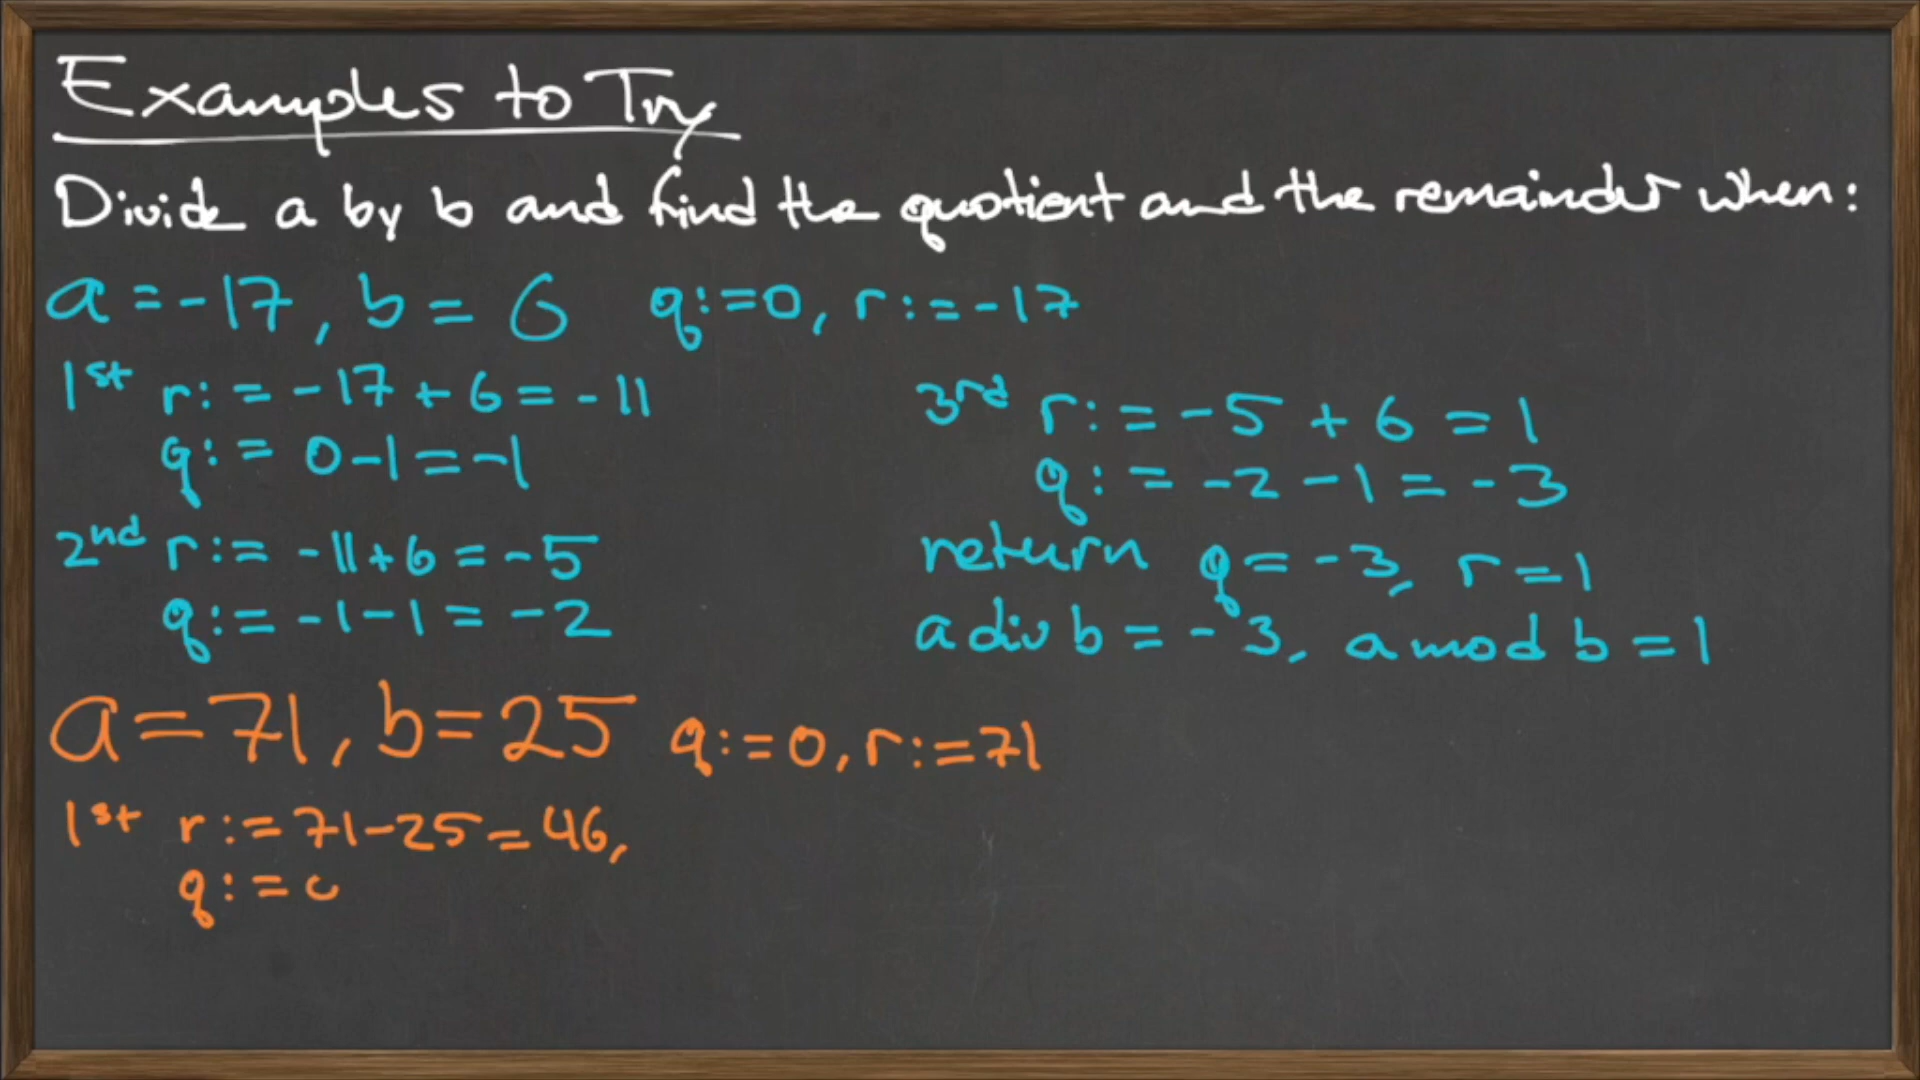 Examples to Try
Divide a by b and find the quotient and the remainder when:
a = -17, b = 6 q:=0, r:=-17
1st r:= -17 + 6 = -11
q:= 0-1=-1
2nd r:= -11+6 = -5
q:= -1-1 = -2
3rd r:= -5 + 6 = 1
q:= -2 -1 = -3
return q = -3, r=1
a div b = -3, a mod b = 1
a=71, b=25 q:=0, r:=71
1st r:=71-25=46,
q:=